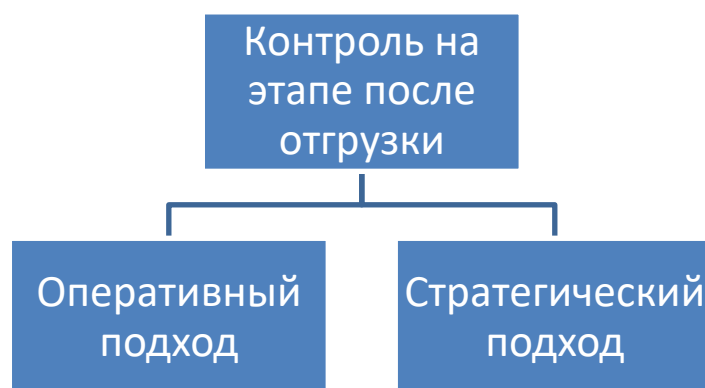 Контроль на
этапе после
отгрузки
Оперативный
подход
Стратегический
подход